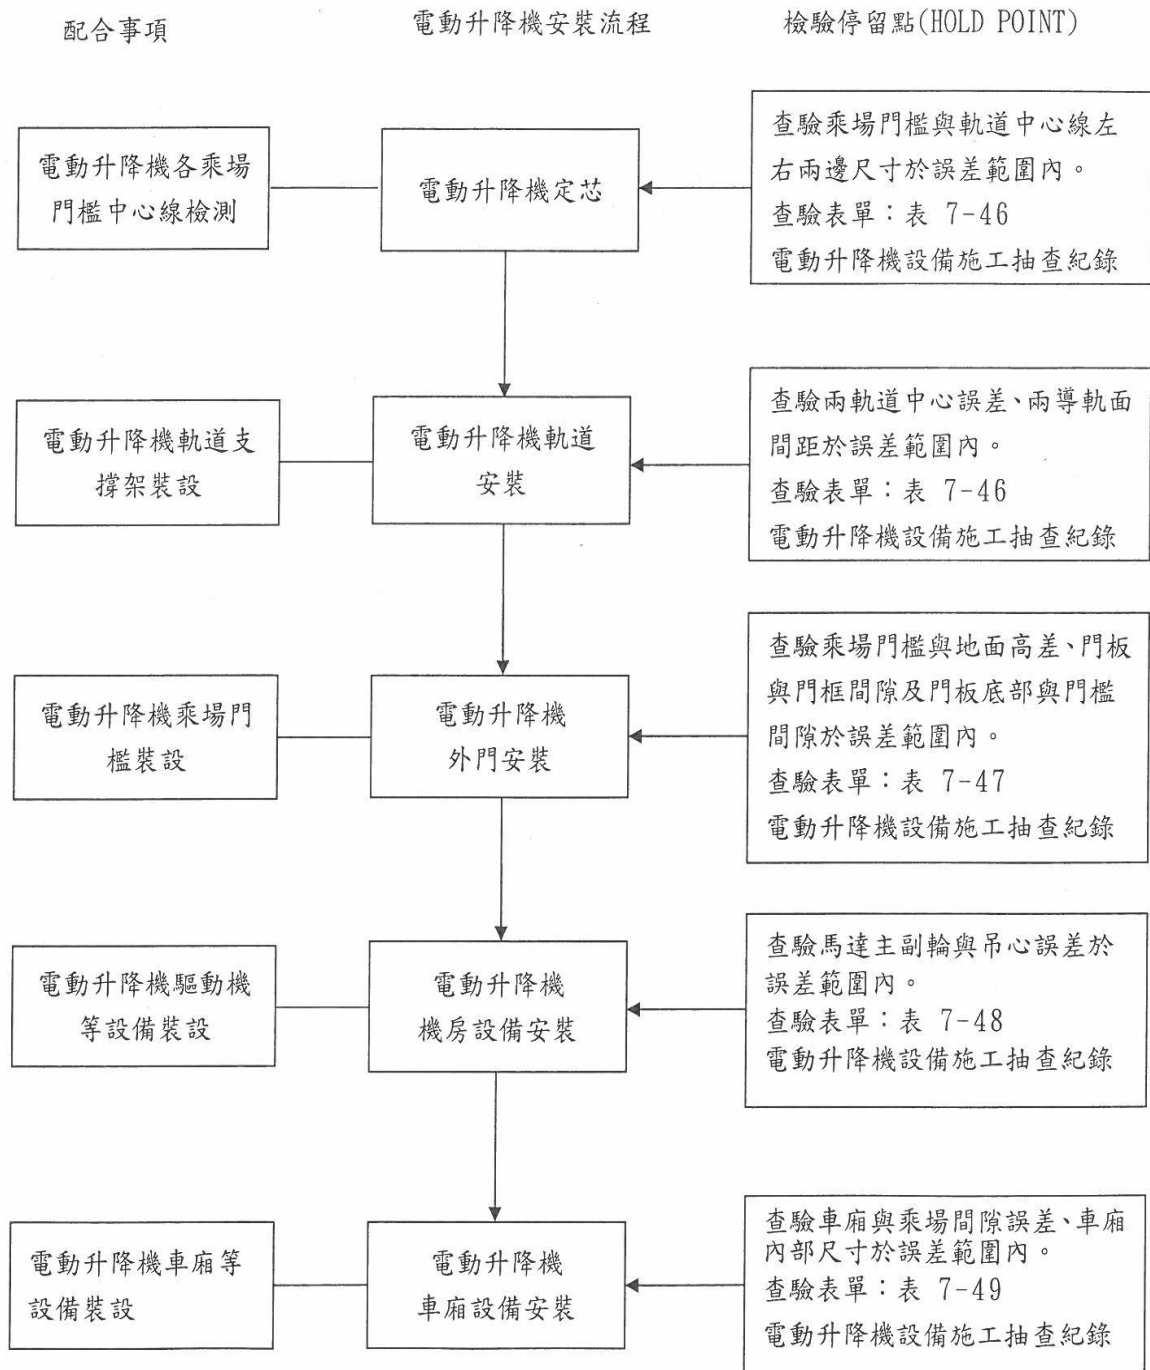 配合事項
電動升降機安裝流程
檢驗停留點(HOLD POINT)
電動升降機各乘場
門檻中心線檢測
電動升降機定芯
查驗乘場門檻與軌道中心線左
右兩邊尺寸於誤差範圍內。
查驗表單：表 7-46
電動升降機設備施工抽查紀錄
電動升降機軌道支
撐架裝設
電動升降機軌道
安裝
查驗兩軌道中心誤差、兩導軌面
間距於誤差範圍內。
查驗表單：表 7-46
電動升降機設備施工抽查紀錄
電動升降機乘場門
檻裝設
電動升降機
外門安裝
查驗乘場門檻與地面高差、門板
與門框間隙及門板底部與門檻
間隙於誤差範圍內。
查驗表單：表 7-47
電動升降機設備施工抽查紀錄
電動升降機驅動機
等設備裝設
電動升降機
機房設備安裝
查驗馬達主副輪與吊心誤差於
誤差範圍內。
查驗表單：表 7-48
電動升降機設備施工抽查紀錄
電動升降機車廂等
設備裝設
電動升降機
車廂設備安裝
查驗車廂與乘場間隙誤差、車廂
內部尺寸於誤差範圍內。
查驗表單：表 7-49
電動升降機設備施工抽查紀錄